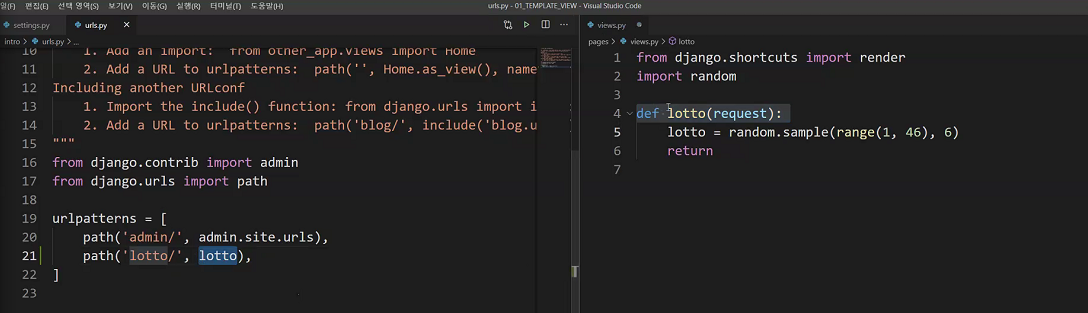 일(F) 편집(E) 선택 영역(S) 보기(V) 이동(G) 실행(R) 터미널(T) 도움말(H) urls.py - 01_TEMPLATE_VIEW - Visual Studio Code
settings.py urls.py × ···
intro > urls.py > ...
10 1. Add an import: from other_app.views import Home
11 2. Add a URL to urlpatterns: path('', Home.as_view(), name
12 Including another URLconf
13 1. Import the include() function: from django.urls import i
14 2. Add a URL to urlpatterns: path('blog/', include('blog.u
15 """
16 from django.contrib import admin
17 from django.urls import path
18
19 urlpatterns = [
20 path('admin/', admin.site.urls),
21 path('lotto/', lotto),
22 ]
23
views.py ●
pages > views.py > lotto
1 from django.shortcuts import render
2 import random
3
4 def lotto(request):
5 lotto = random.sample(range(1, 46), 6)
6 return
7